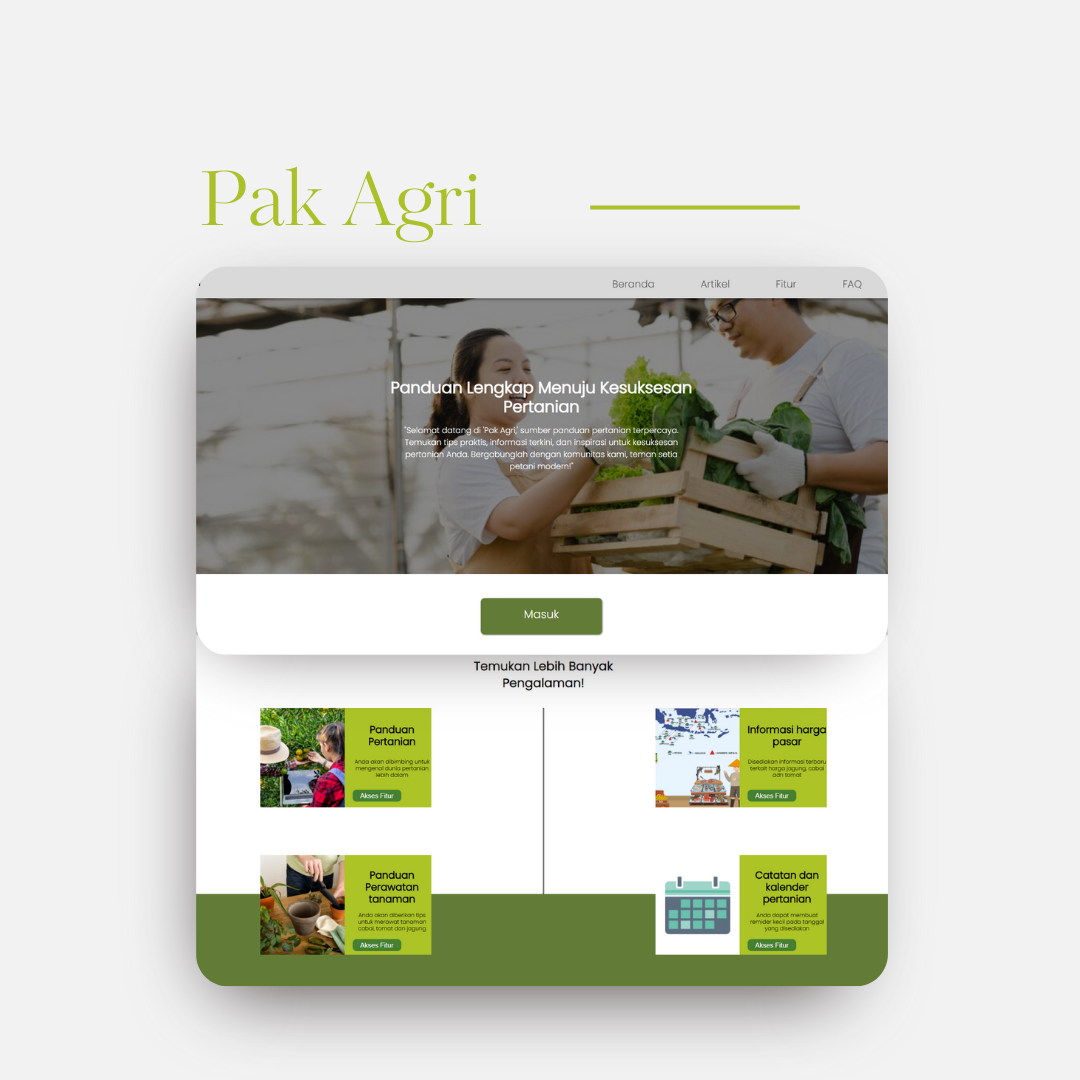 Pak Agri
Beranda Artikel Fitur FAQ
Panduan Lengkap Menuju Kesuksesan
Pertanian
"Selamat datang di 'Pak Agri,' sumber panduan pertanian terpercaya.
Temukan tips praktis, informasi terkini, dan inspirasi untuk kesuksesan
pertanian Anda. Bergabunglah dengan komunitas kami, teman setia
petani modern!"
Masuk
Temukan Lebih Banyak
Pengalaman!
Panduan
Pertanian
Anda akan dibimbing untuk
mengenal dunia pertanian
lebih dalam
Akses Fitur
Informasi harga
pasar
Disediakan informasi terbaru
terkait harga jagung, cabai
adn tomat
Akses Fitur
Panduan
Perawatan
tanaman
Anda akan diberikan tips
untuk merawat tanaman
cabai, tomat dan jagung
Akses Fitur
Catatan dan
kalender
pertanian
Anda dapat membuat
remider kecil pada tanggal
yang disediakan
Akses Fitur